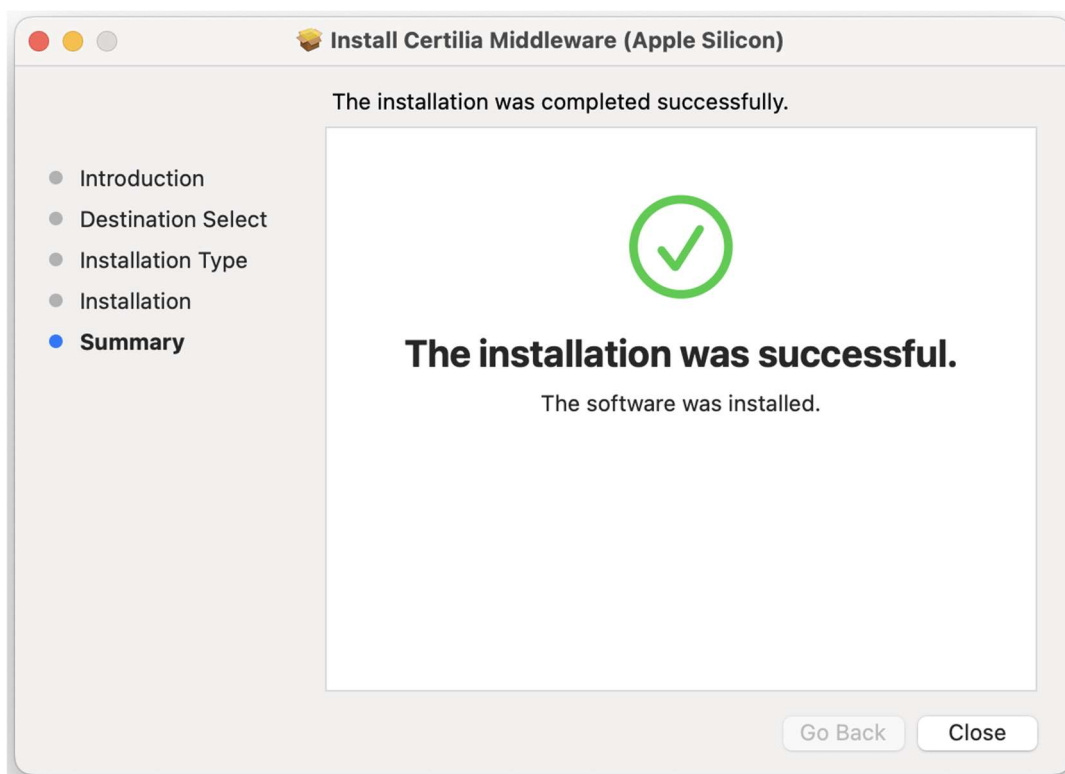 Install Certilia Middleware (Apple Silicon)
The installation was completed successfully.
Introduction
Destination Select
Installation Type
Installation
Summary
The installation was successful.
The software was installed.
Go Back
Close